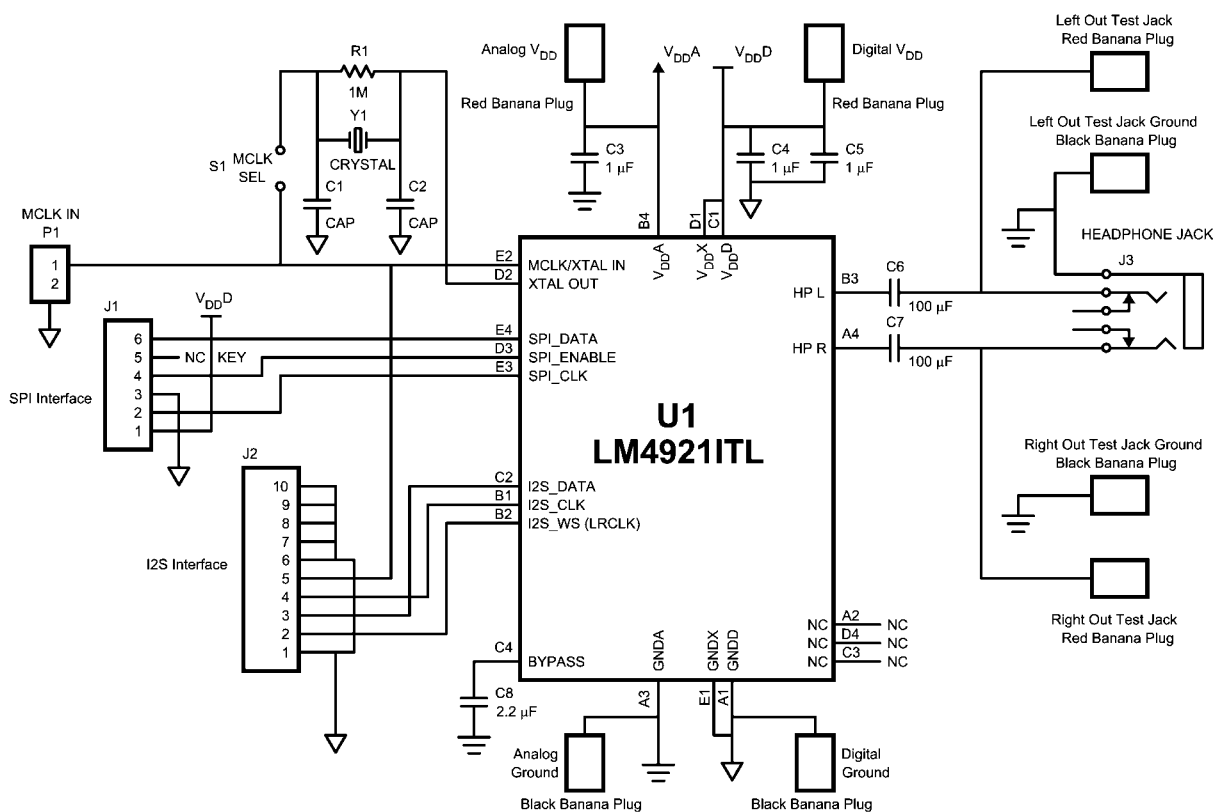 Left Out Test Jack
Red Banana Plug
Analog VDD
VDDA
VDDD
Digital VDD
Red Banana Plug
Red Banana Plug
R1
1M
Y1
CRYSTAL
S1 MCLK
SEL
C1
CAP
C2
CAP
C3
1 μF
C4
1 μF
C5
1 μF
Left Out Test Jack Ground
Black Banana Plug
HEADPHONE JACK
J3
MCLK IN
P1
1
2
B4
D1
C1
VDDA
VDDX
VDDD
E2
MCLK/XTAL IN
D2
XTAL OUT
HP L
B3
C6
100 μF
HP R
A4
C7
100 μF
J1
VDDD
6
5
NC
KEY
4
3
2
1
SPI Interface
E4
SPI_DATA
D3
SPI_ENABLE
E3
SPI_CLK
U1
LM4921ITL
J2
10
9
8
7
6
5
4
3
2
1
I2S Interface
C2
I2S_DATA
B1
I2S_CLK
B2
I2S_WS (LRCLK)
Right Out Test Jack Ground
Black Banana Plug
Right Out Test Jack
Red Banana Plug
NC
A2
NC
NC
D4
NC
NC
C3
NC
C4
BYPASS
C8
2.2 μF
GNDA
GNDX
GNDD
A3
E1
A1
Analog
Ground
Black Banana Plug
Digital
Ground
Black Banana Plug